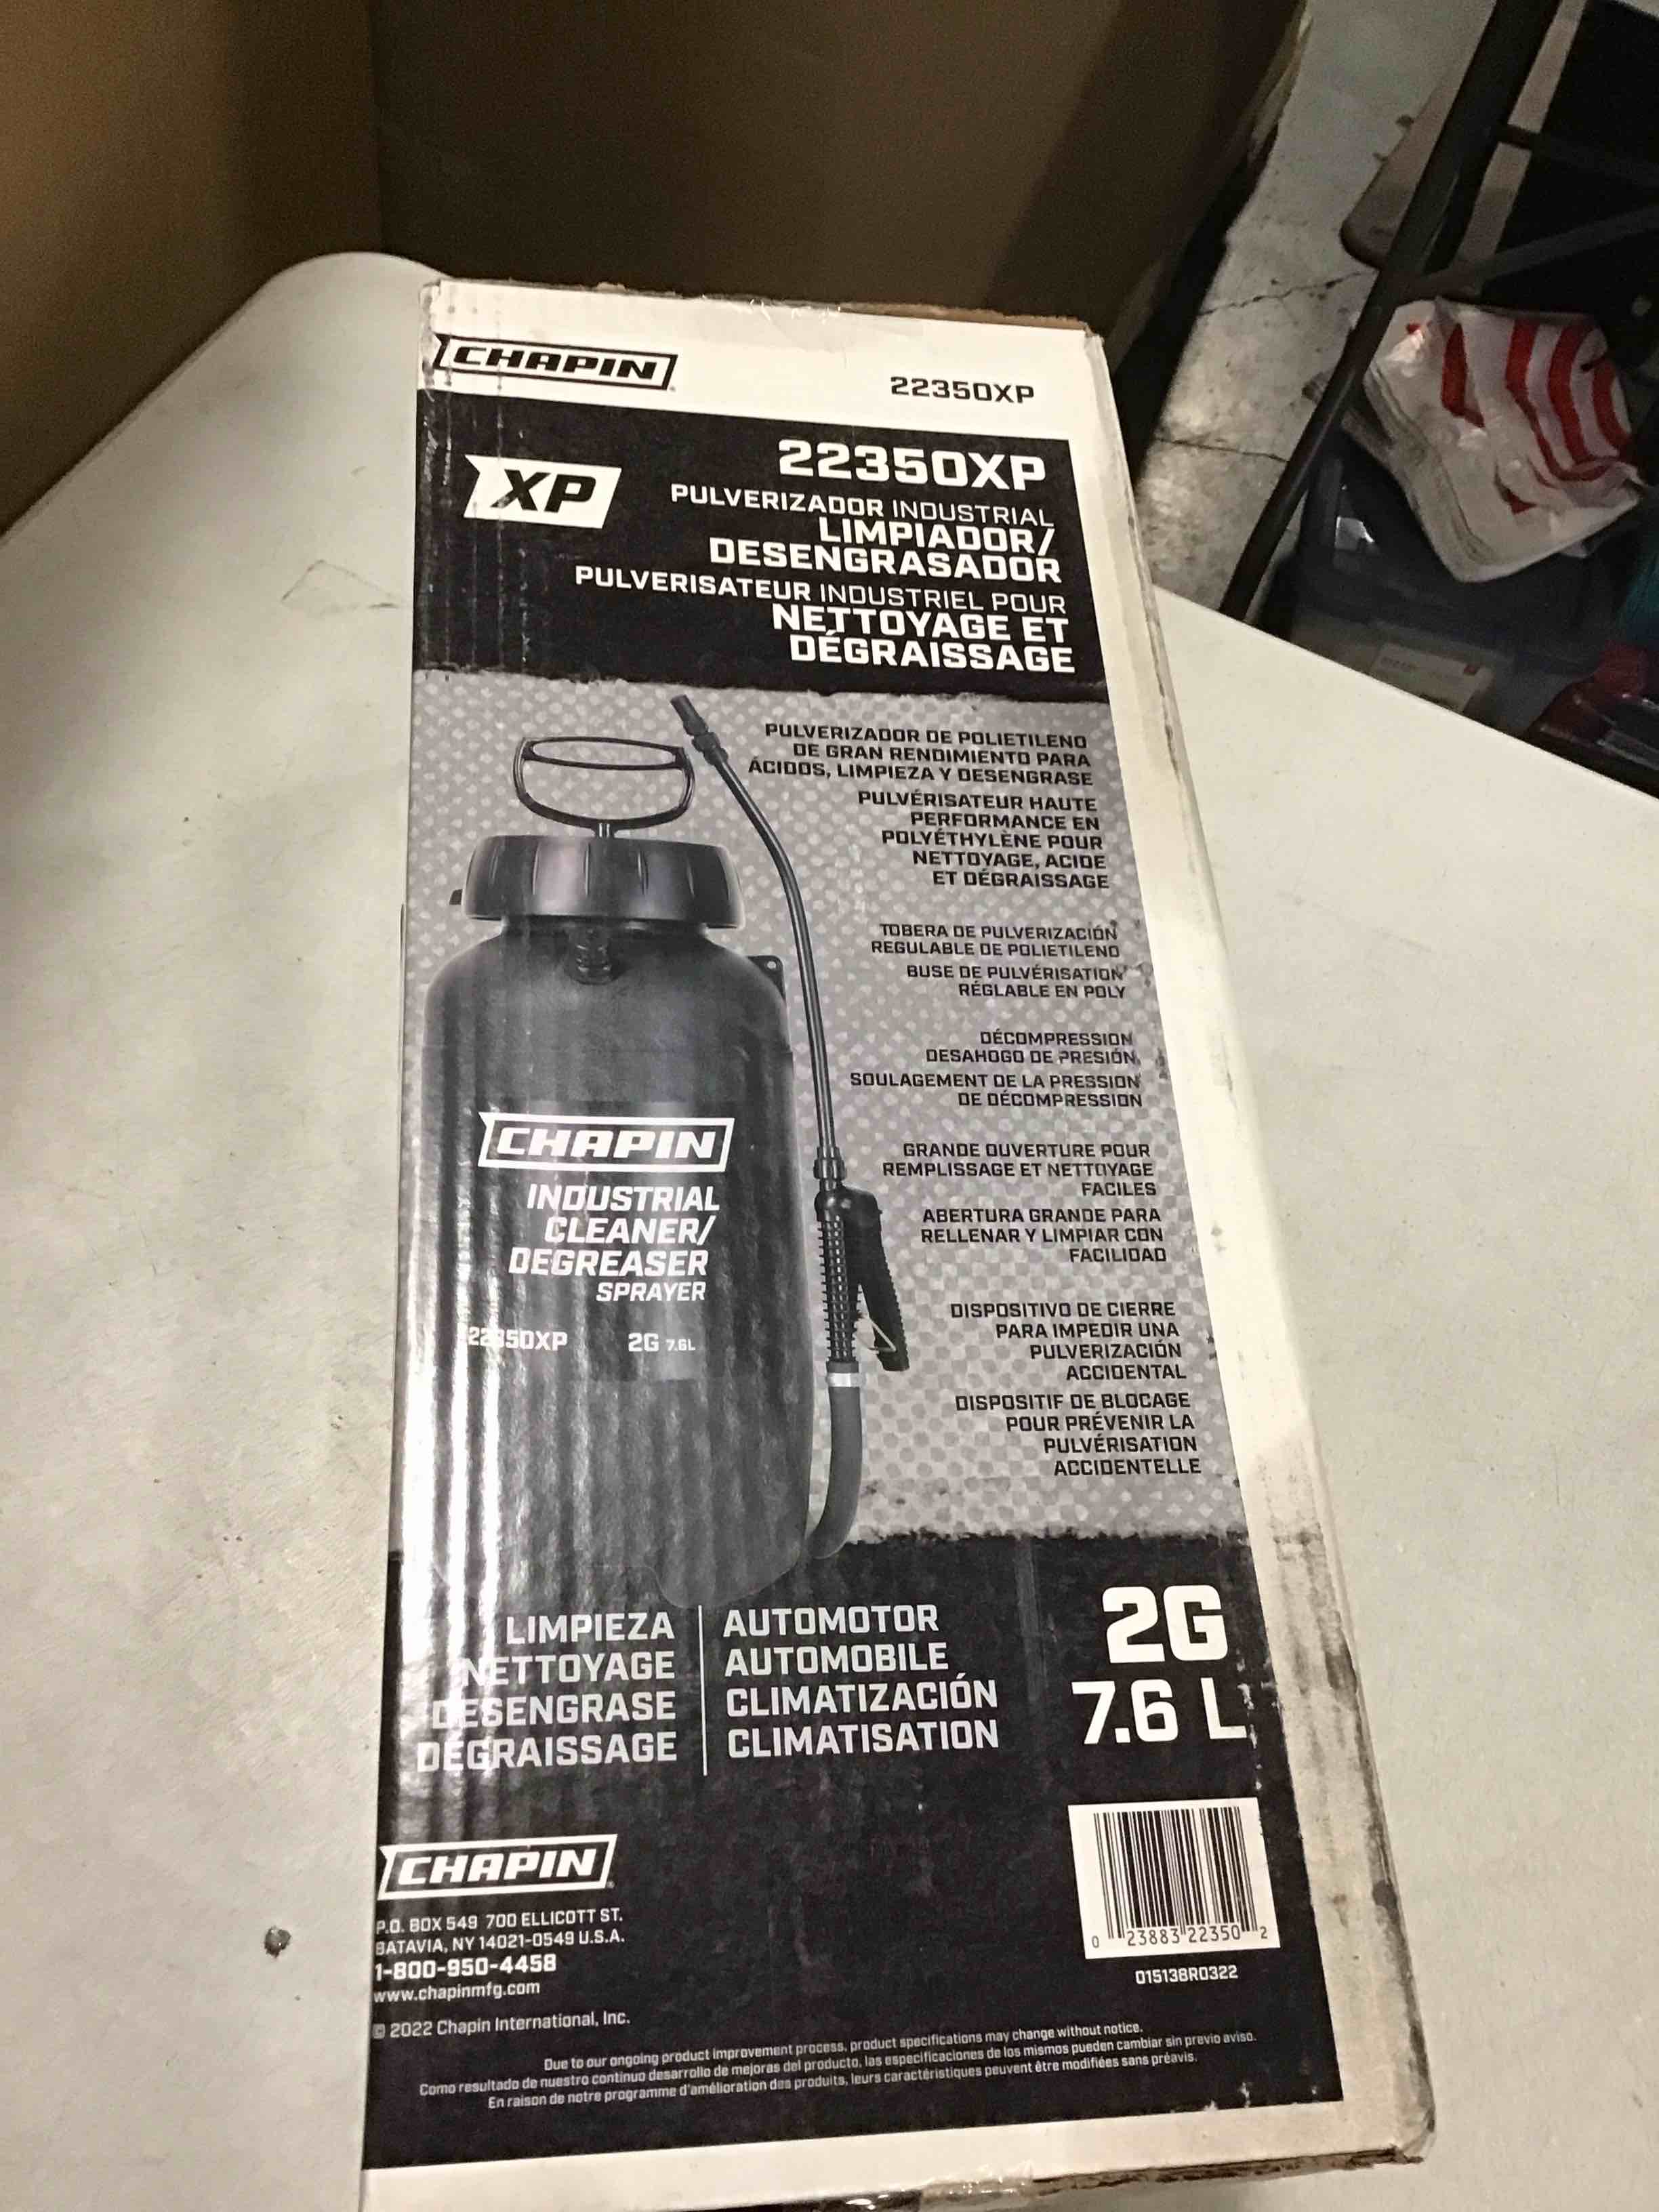 CHAPIN
22350XP
XP
22350XP
PULVERIZADOR INDUSTRIAL
LIMPIADOR/
DESENGRASADOR
PULVERISATEUR INDUSTRIEL POUR
NETTOYAGE ET
DÉGRAISSAGE
PULVERIZADOR DE POLIETILENO
DE GRAN RENDIMIENTO PARA
ÁCIDOS, LIMPIEZA Y DESENGRASE
PULVÉRISATEUR HAUTE
PERFORMANCE EN
POLYÉTHYLÈNE POUR
NETTOYAGE, ACIDE
ET DÉGRAISSAGE
TOBERA DE PULVERIZACIÓN
REGULABLE DE POLIETILENO
BUSE DE PULVÉRISATION
RÉGLABLE EN POLY
DÉCOMPRESSION
DESAHOGO DE PRESIÓN
SOULAGEMENT DE LA PRESSION
DE DÉCOMPRESSION
GRANDE OUVERTURE POUR
REMPLISSAGE ET NETTOYAGE
FACILES
ABERTURA GRANDE PARA
RELLENAR Y LIMPIAR CON
FACILIDAD
DISPOSITIVO DE CIERRE
PARA IMPEDIR UNA
PULVERIZACIÓN
ACCIDENTAL
DISPOSITIF DE BLOCAGE
POUR PRÉVENIR LA
PULVÉRISATION
ACCIDENTELLE
CHAPIN
INDUSTRIAL
CLEANER/
DEGREASER
SPRAYER
22350XP 2G 7.6L
LIMPIEZA
NETTOYAGE
DESENGRASE
DÉGRAISSAGE
AUTOMOTOR
AUTOMOBILE
CLIMATIZACIÓN
CLIMATISATION
2G
7.6 L
CHAPIN
P.O. BOX 549 700 ELLICOTT ST.
BATAVIA, NY 14021-0549 U.S.A.
1-800-950-4458
www.chapinmfg.com
© 2022 Chapin International, Inc.
0 23883 22350 2
015138R0322
Due to our ongoing product improvement process, product specifications may change without notice.
Como resultado de nuestro continuo desarrollo de mejoras del producto, las especificaciones de los mismos pueden cambiar sin previo aviso.
En raison de notre programme d'amélioration des produits, leurs caractéristiques peuvent être modifiées sans préavis.